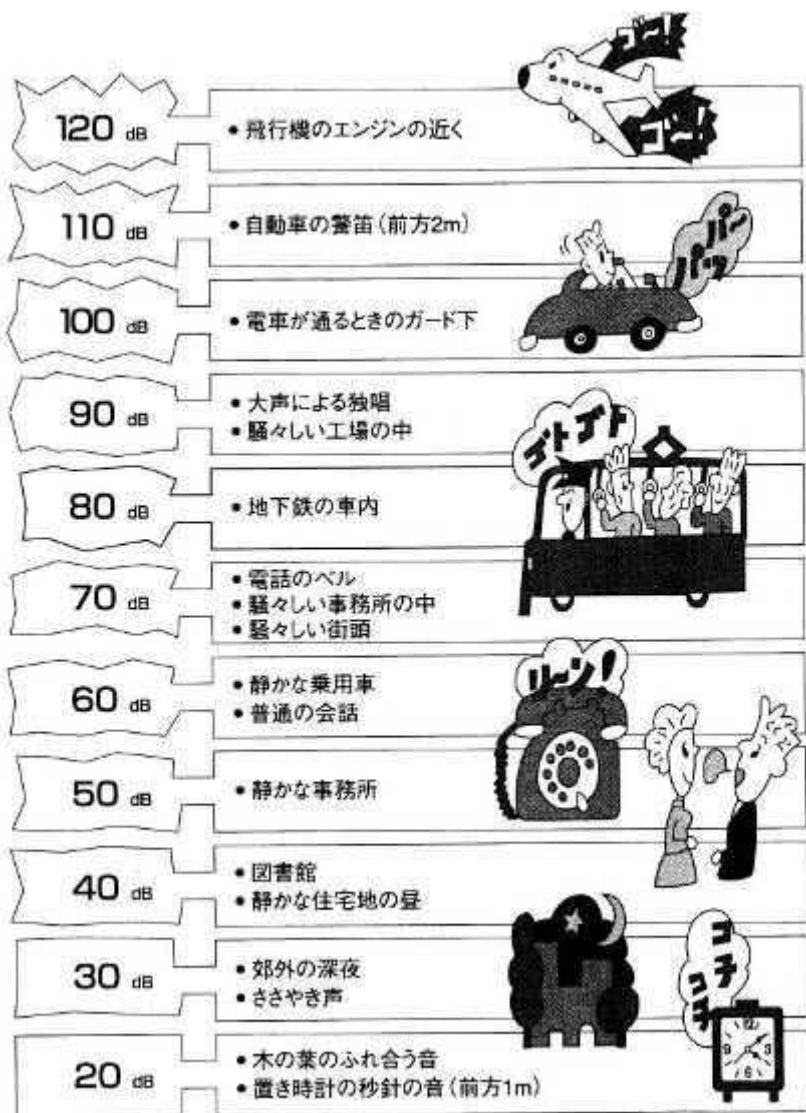 ゴー!
ゴー!
120 dB
• 飛行機のエンジンの近く
110 dB
• 自動車の警笛(前方2m)
パーパッ
100 dB
• 電車が通るときのガード下
90 dB
• 大声による独唱
• 騒々しい工場の中
ゴトゴト
80 dB
• 地下鉄の車内
70 dB
• 電話のベル
• 騒々しい事務所の中
• 騒々しい街頭
リーン!
60 dB
• 静かな乗用車
• 普通の会話
50 dB
• 静かな事務所
40 dB
• 図書館
• 静かな住宅地の昼
30 dB
• 郊外の深夜
• ささやき声
コチ
コチ
20 dB
• 木の葉のふれ合う音
• 置き時計の秒針の音(前方1m)
12
3
6
9